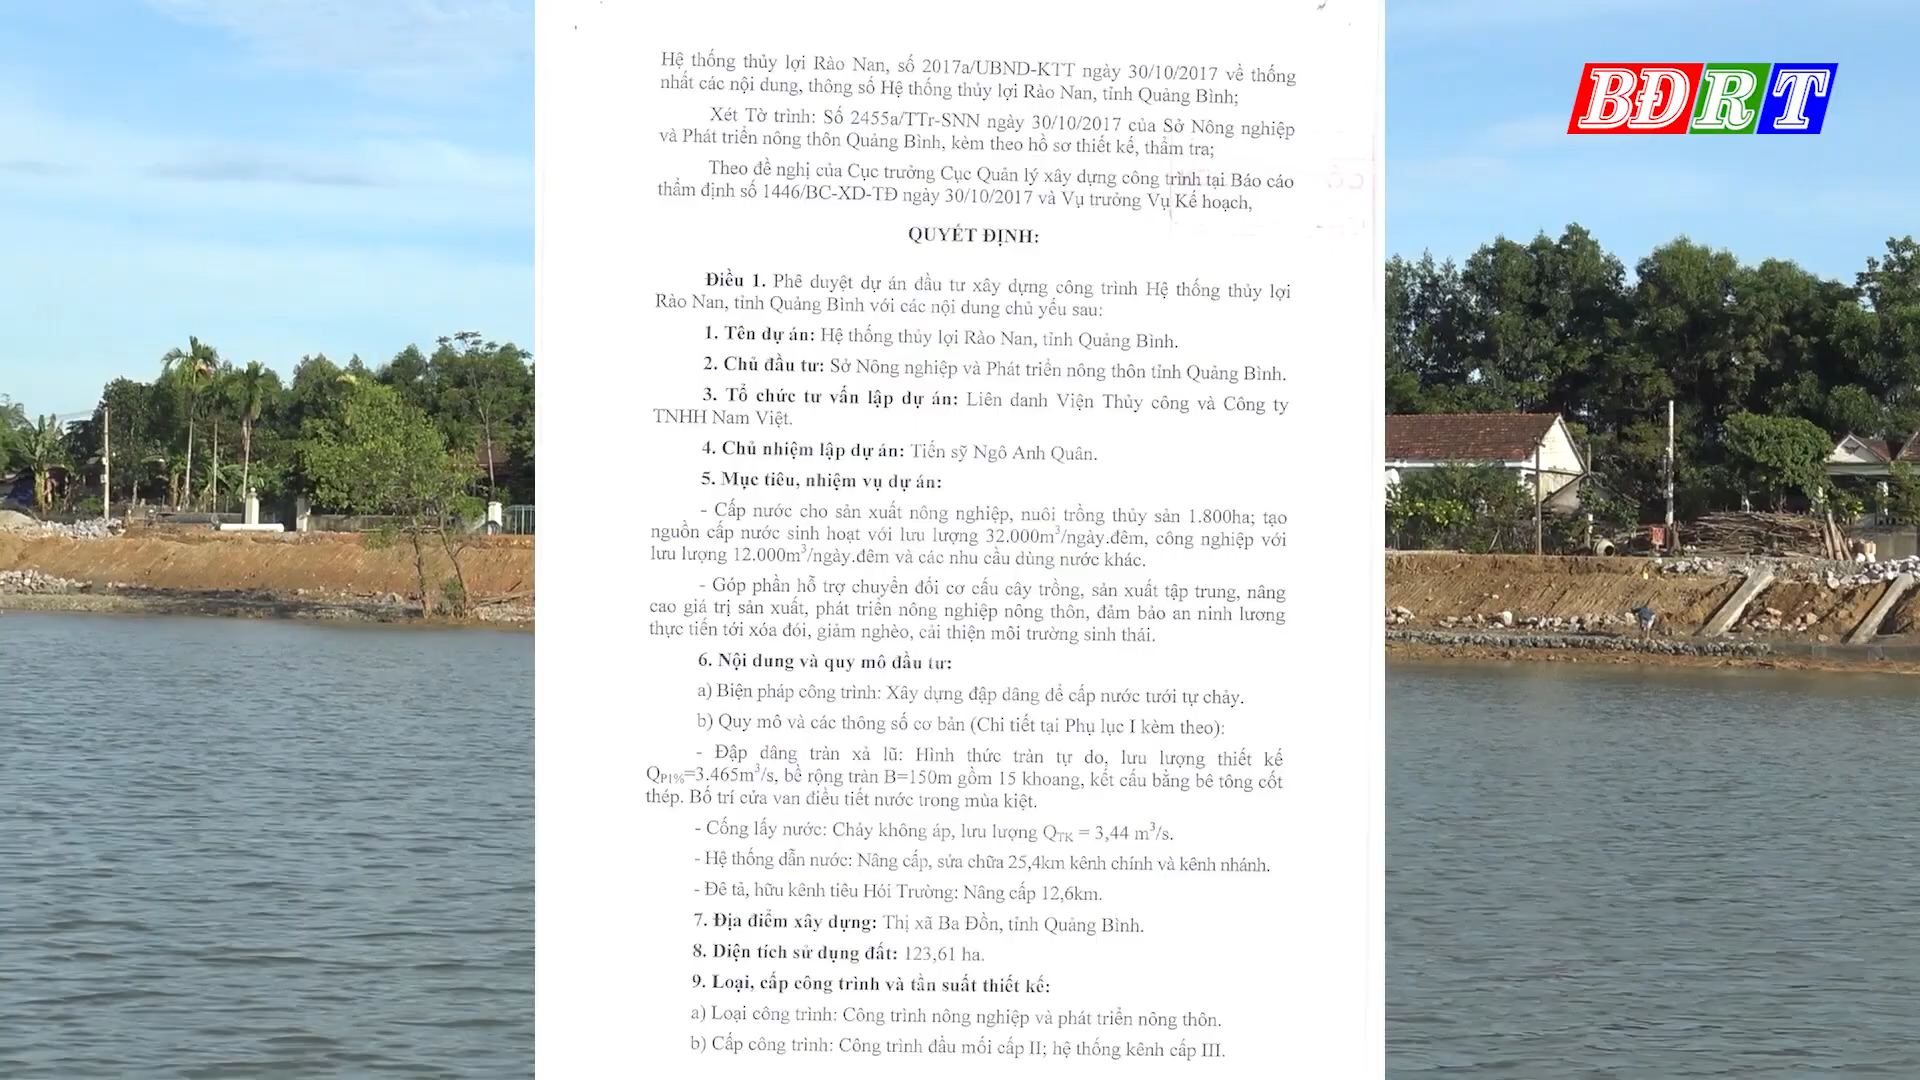 Hệ thống thủy lợi Rào Nan, số 2017a/UBND-KTT ngày 30/10/2017 về thống
nhất các nội dung, thông số Hệ thống thủy lợi Rào Nan, tỉnh Quảng Bình;
Xét Tờ trình: Số 2455a/TTr-SNN ngày 30/10/2017 của Sở Nông nghiệp
và Phát triển nông thôn Quảng Bình, kèm theo hồ sơ thiết kế, thẩm tra;
Theo đề nghị của Cục trưởng Cục Quản lý xây dựng công trình tại Báo cáo
thẩm định số 1446/BC-XD-TĐ ngày 30/10/2017 và Vụ trưởng Vụ Kế hoạch,
QUYẾT ĐỊNH:
Điều 1. Phê duyệt dự án đầu tư xây dựng công trình Hệ thống thủy lợi
Rào Nan, tỉnh Quảng Bình với các nội dung chủ yếu sau:
1. Tên dự án: Hệ thống thủy lợi Rào Nan, tỉnh Quảng Bình.
2. Chủ đầu tư: Sở Nông nghiệp và Phát triển nông thôn tỉnh Quảng Bình.
3. Tổ chức tư vấn lập dự án: Liên danh Viện Thủy công và Công ty
TNHH Nam Việt.
4. Chủ nhiệm lập dự án: Tiến sỹ Ngô Anh Quân.
5. Mục tiêu, nhiệm vụ dự án:
- Cấp nước cho sản xuất nông nghiệp, nuôi trồng thủy sản 1.800ha; tạo
nguồn cấp nước sinh hoạt với lưu lượng 32.000m³/ngày.đêm, công nghiệp với
lưu lượng 12.000m³/ngày.đêm và các nhu cầu dùng nước khác.
- Góp phần hỗ trợ chuyển đổi cơ cấu cây trồng, sản xuất tập trung, nâng
cao giá trị sản xuất, phát triển nông nghiệp nông thôn, đảm bảo an ninh lương
thực tiến tới xóa đói, giảm nghèo, cải thiện môi trường sinh thái.
6. Nội dung và quy mô đầu tư:
a) Biện pháp công trình: Xây dựng đập dâng để cấp nước tưới tự chảy.
b) Quy mô và các thông số cơ bản (Chi tiết tại Phụ lục I kèm theo):
- Đập dâng tràn xả lũ: Hình thức tràn tự do, lưu lượng thiết kế
QP1%=3.465m³/s, bề rộng tràn B=150m gồm 15 khoang, kết cấu bằng bê tông cốt
thép. Bố trí cửa van điều tiết nước trong mùa kiệt.
- Cống lấy nước: Chảy không áp, lưu lượng QTK = 3,44 m³/s.
- Hệ thống dẫn nước: Nâng cấp, sửa chữa 25,4km kênh chính và kênh nhánh.
- Đê tả, hữu kênh tiêu Hói Trường: Nâng cấp 12,6km.
7. Địa điểm xây dựng: Thị xã Ba Đồn, tỉnh Quảng Bình.
8. Diện tích sử dụng đất: 123,61 ha.
9. Loại, cấp công trình và tần suất thiết kế:
a) Loại công trình: Công trình nông nghiệp và phát triển nông thôn.
b) Cấp công trình: Công trình đầu mối cấp II; hệ thống kênh cấp III.
BĐRT